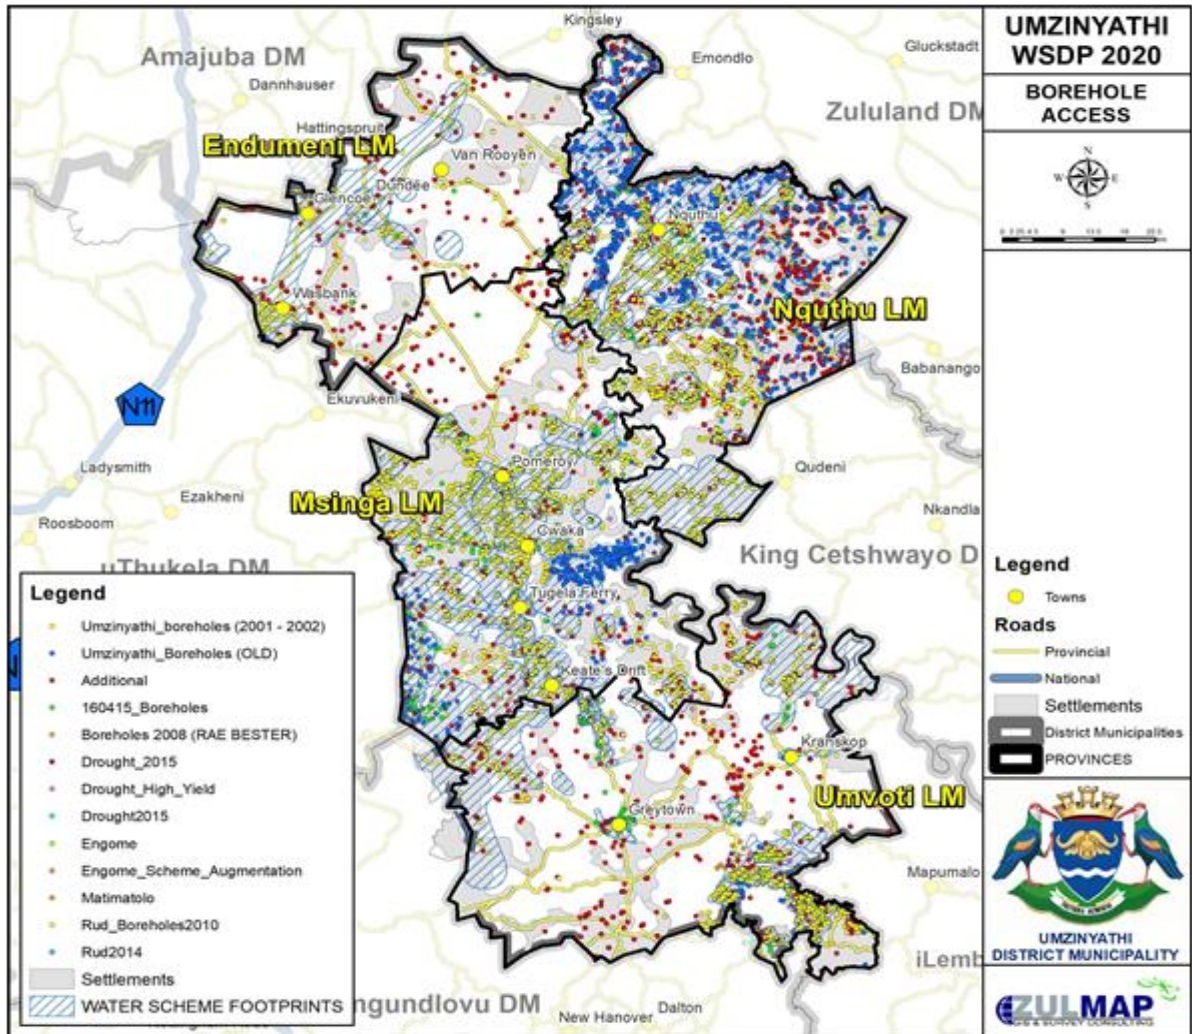 UMZINYATHI
WSDP 2020
BOREHOLE
ACCESS
N
W E
S
Kingsley
Gluckstadt
Emondlo
Amajuba DM
Dannhauser
Zululand DM
Hattingspruit
Endumeni LM
Van Rooyen
Dundee
Glencoe
Nquthu
Wasbank
Nquthu LM
Babanango
Ekuvukeni
N11
Ladysmith
Pomeroy
Qudeni
Ezakheni
Msinga LM
Nkandla
Roosboom
Cwaka
King Cetshwayo D
uThukela DM
Tugela Ferry
Keate's Drift
Kranskop
Umvoti LM
Greytown
Mapumalo
iLemb
ngundlovu DM
Dalton
New Hanover
Legend
Umzinyathi_boreholes (2001 - 2002)
Umzinyathi_Boreholes (OLD)
Additional
160415_Boreholes
Boreholes 2008 (RAE BESTER)
Drought_2015
Drought_High_Yield
Drought2015
Engome
Engome_Scheme_Augmentation
Matimatolo
Rud_Boreholes2010
Rud2014
Settlements
WATER SCHEME FOOTPRINTS
Legend
Towns
Roads
Provincial
National
Settlements
District Municipalities
PROVINCES
UMZINYATHI
DISTRICT MUNICIPALITY
ZULMAP
GIS & SURVEY CONSULTING